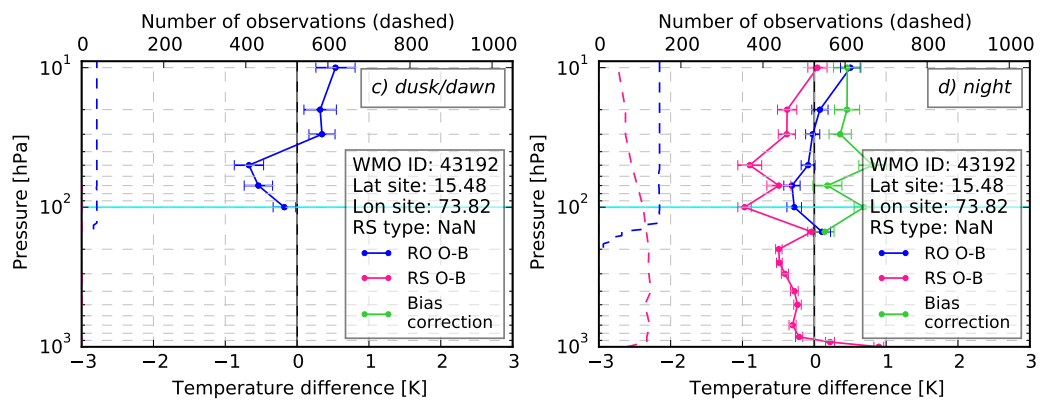 Number of observations (dashed)
0 200 400 600 800 1000
Pressure [hPa]
10¹
10²
10³
c) dusk/dawn
WMO ID: 43192
Lat site: 15.48
Lon site: 73.82
RS type: NaN
RO O-B
RS O-B
Bias
correction
−3 −2 −1 0 1 2 3
Temperature difference [K]
Number of observations (dashed)
0 200 400 600 800 1000
Pressure [hPa]
10¹
10²
10³
d) night
WMO ID: 43192
Lat site: 15.48
Lon site: 73.82
RS type: NaN
RO O-B
RS O-B
Bias
correction
−3 −2 −1 0 1 2 3
Temperature difference [K]